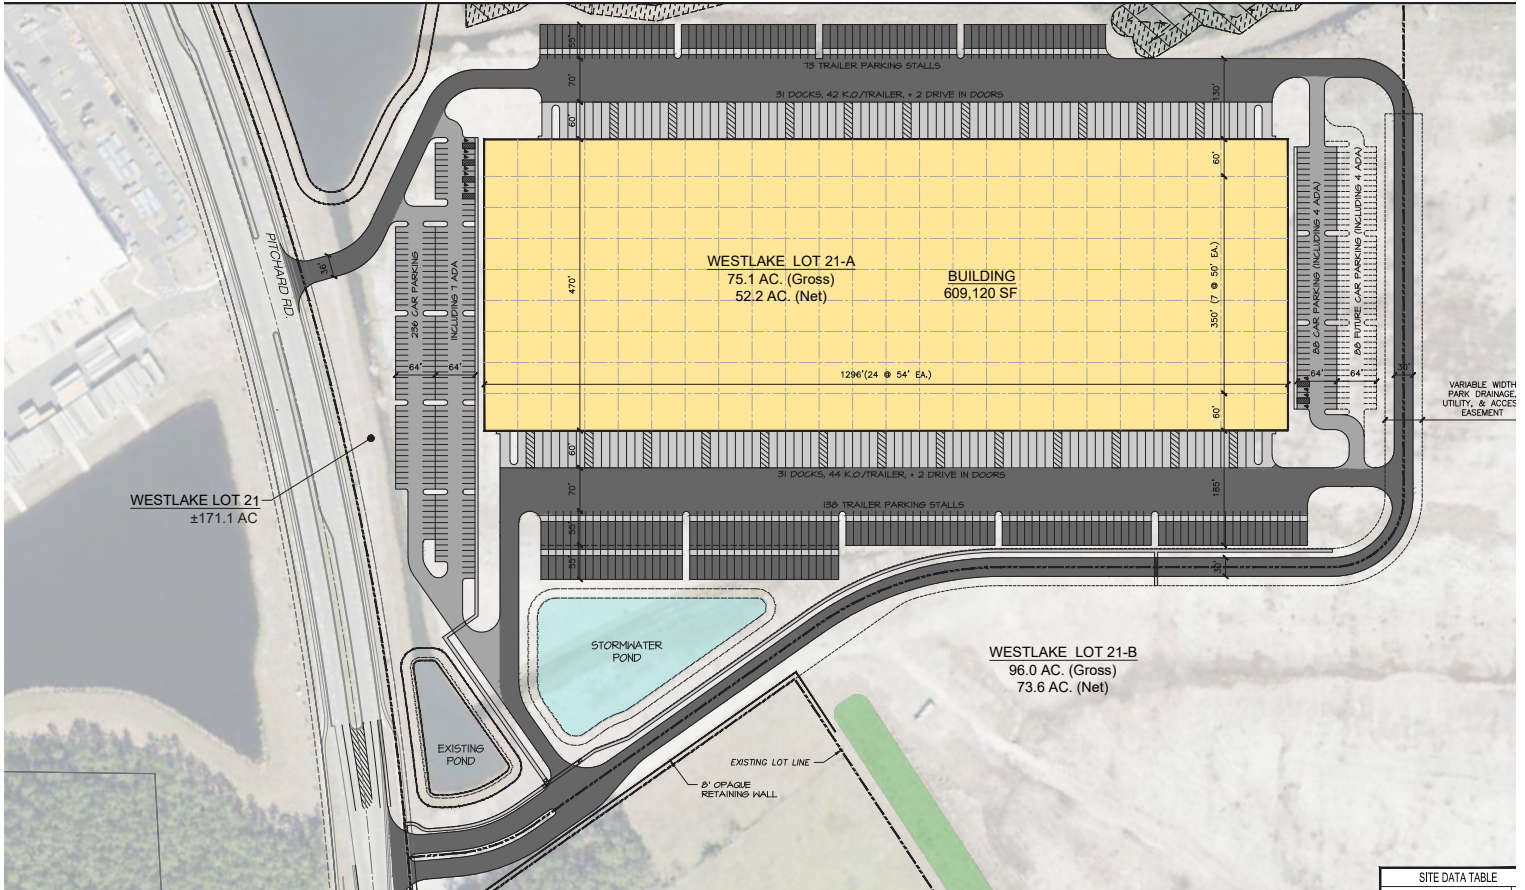 55'
73 TRAILER PARKING STALLS
70'
31 DOCKS, 42 K.O./TRAILER, + 2 DRIVE IN DOORS
130'
60'
60'
PITCHARD RD.
36'
236 CAR PARKING
INCLUDING 7 ADA
64'
64'
470'
WESTLAKE LOT 21-A
75.1 AC. (Gross)
52.2 AC. (Net)
BUILDING
609,120 SF
350' (7 @ 50' EA.)
88 CAR PARKING (INCLUDING 4 ADA)
88 FUTURE CAR PARKING (INCLUDING 4 ADA)
64'
64'
30'
1296'(24 @ 54' EA.)
60'
VARIABLE WIDTH
PARK DRAINAGE,
UTILITY, & ACCES
EASEMENT
60'
31 DOCKS, 44 K.O./TRAILER, + 2 DRIVE IN DOORS
70'
185'
138 TRAILER PARKING STALLS
55'
55'
30'
WESTLAKE LOT 21
±171.1 AC
STORMWATER
POND
WESTLAKE LOT 21-B
96.0 AC. (Gross)
73.6 AC. (Net)
EXISTING
POND
EXISTING LOT LINE
8' OPAQUE
RETAINING WALL
SITE DATA TABLE